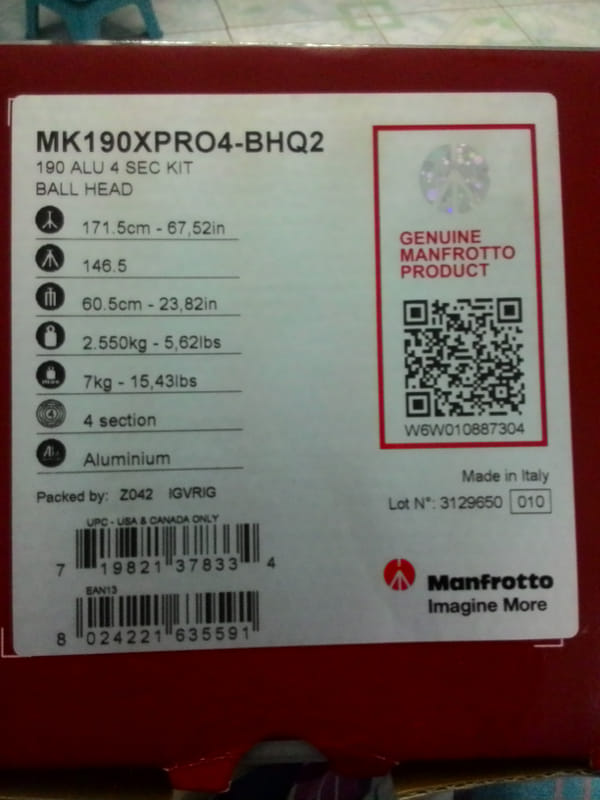 MK190XPRO4-BHQ2
190 ALU 4 SEC KIT
BALL HEAD
171.5cm - 67,52in
146.5
60.5cm - 23,82in
2.550kg - 5,62lbs
7kg - 15,43lbs
4 section
Aluminium
Packed by: Z042 IGVRIG
UPC - USA & CANADA ONLY
7 19821 37833 4
EAN13
8 024221 635591
GENUINE
MANFROTTO
PRODUCT
W6W010887304
Made in Italy
Lot N°: 3129650 010
Manfrotto
Imagine More